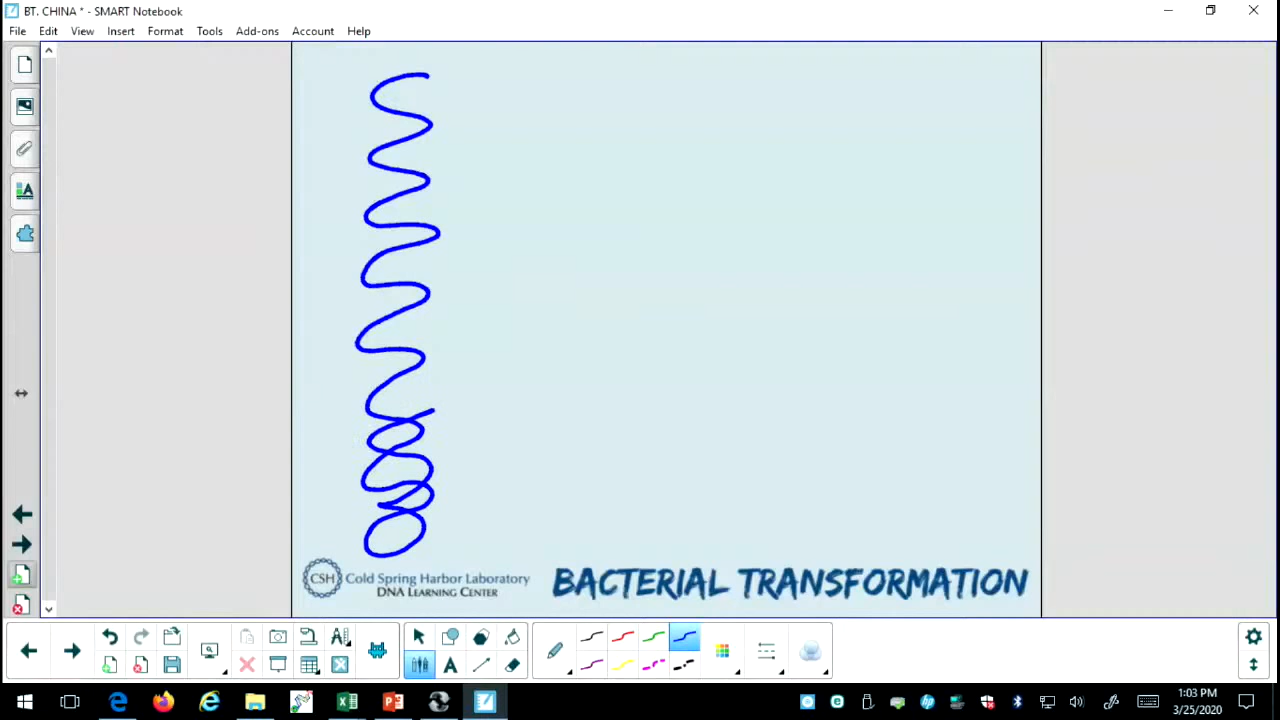 BT. CHINA * - SMART Notebook
File Edit View Insert Format Tools Add-ons Account Help
CSH Cold Spring Harbor Laboratory
DNA LEARNING CENTER
BACTERIAL TRANSFORMATION
1:03 PM
3/25/2020